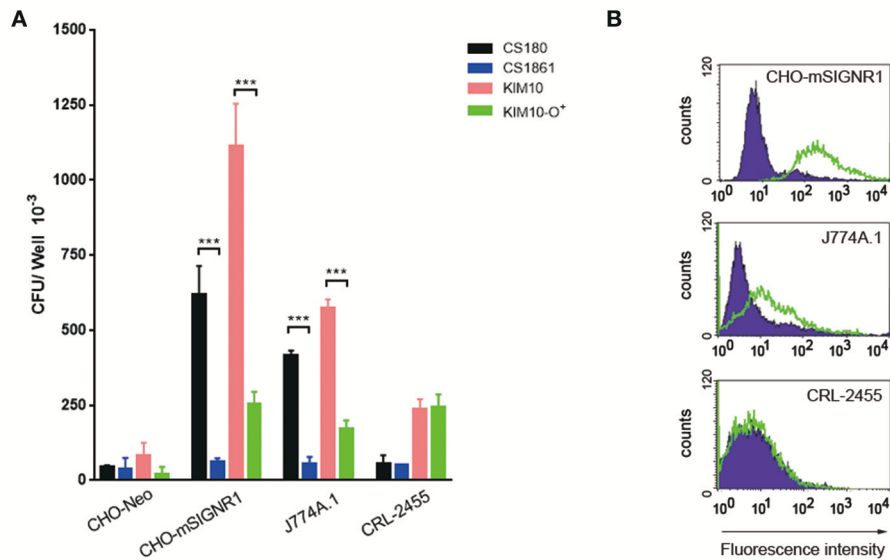 A
1500
1250
1000
750
500
250
0
CFU/ Well 10⁻³
***
***
***
***
CS180
CS1861
KIM10
KIM10-O⁺
CHO-Neo
CHO-mSIGNR1
J774A.1
CRL-2455
B
120
counts
0
CHO-mSIGNR1
10⁰ 10¹ 10² 10³ 10⁴
120
counts
0
J774A.1
10⁰ 10¹ 10² 10³ 10⁴
120
counts
0
CRL-2455
10⁰ 10¹ 10² 10³ 10⁴
Fluorescence intensity